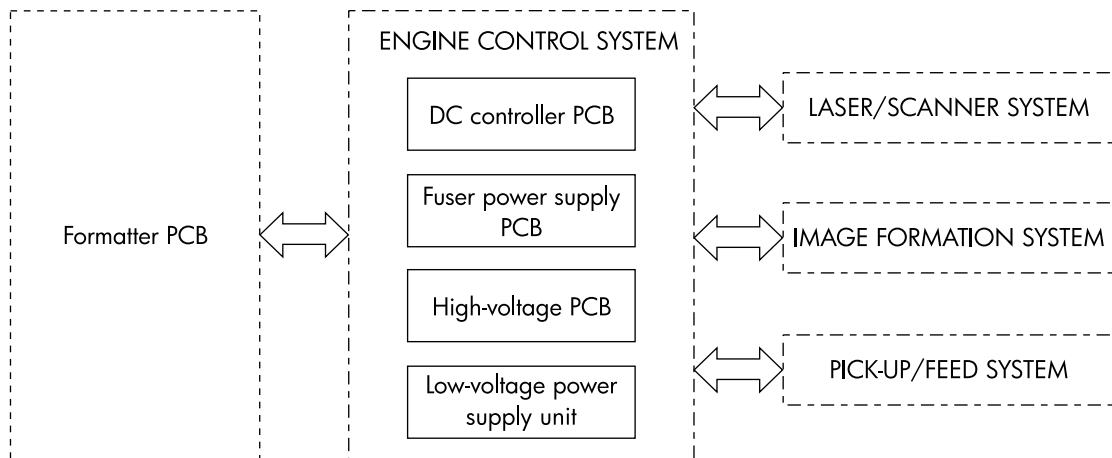 Formatter PCB
ENGINE CONTROL SYSTEM
DC controller PCB
Fuser power supply
PCB
High-voltage PCB
Low-voltage power
supply unit
LASER/SCANNER SYSTEM
IMAGE FORMATION SYSTEM
PICK-UP/FEED SYSTEM